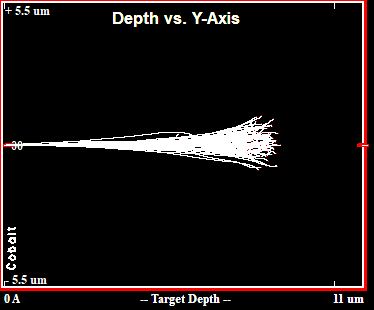 + 5.5 um
Depth vs. Y-Axis
Cobalt
- 5.5 um
0 A
-- Target Depth --
11 um